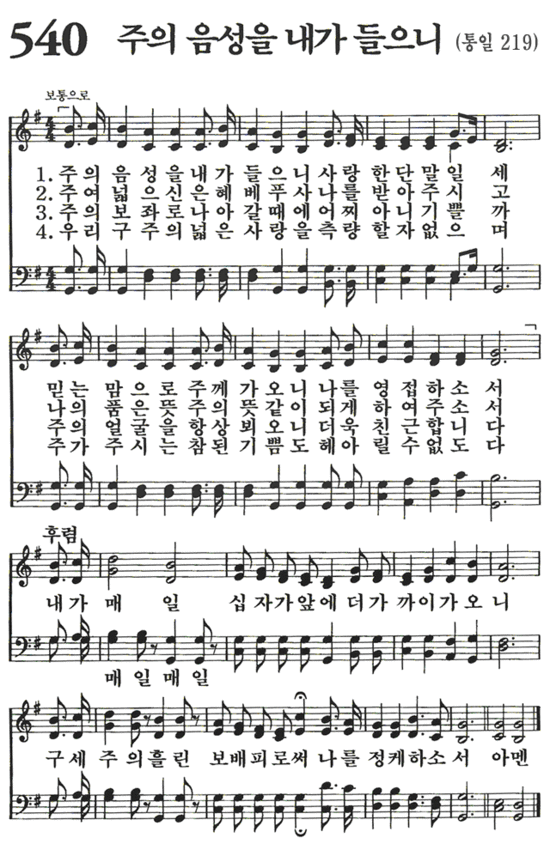 540 주의 음성을 내가 들으니 (통일 219)
보통으로
1. 주의 음성을 내가 들으니 사랑한단 말일세
2. 주여 넓으신 은혜 베푸사 나를 받아주시고
3. 주의 보좌로 나아갈 때에 어찌 아니 기쁠까
4. 우리 구주의 넓은 사랑을 측량할 자 없으며
믿는 맘으로 주께 가오니 나를 영접하소서
나의 품은 뜻 주의 뜻같이 되게 하여주소서
주의 얼굴을 항상 뵈오니 더욱 친근합니다
주가 주시는 참된 기쁨도 헤아릴 수 없도다
후렴
내가 매일 십자가 앞에 더 가까이 가오니
매일 매일
구세주의 흘린 보배피로써 나를 정케하소서 아멘